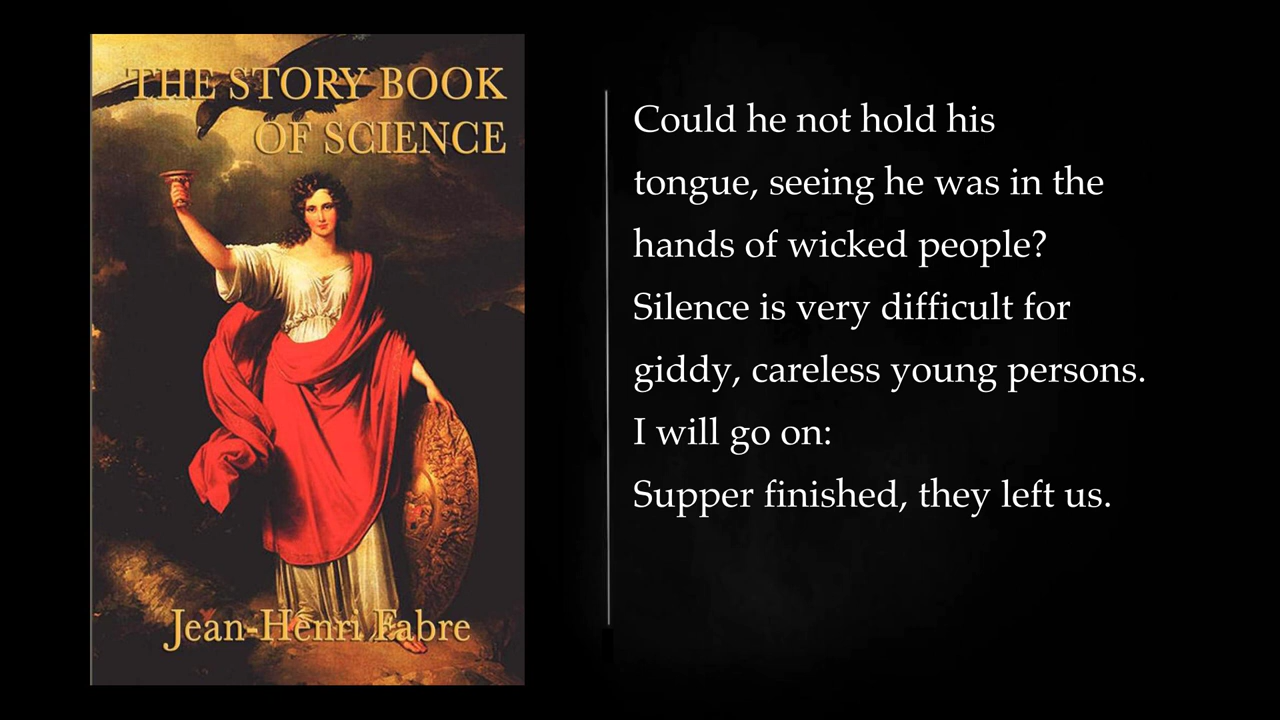 THE STORY BOOK
OF SCIENCE
Jean-Henri Fabre
Could he not hold his
tongue, seeing he was in the
hands of wicked people?
Silence is very difficult for
giddy, careless young persons.
I will go on:
Supper finished, they left us.